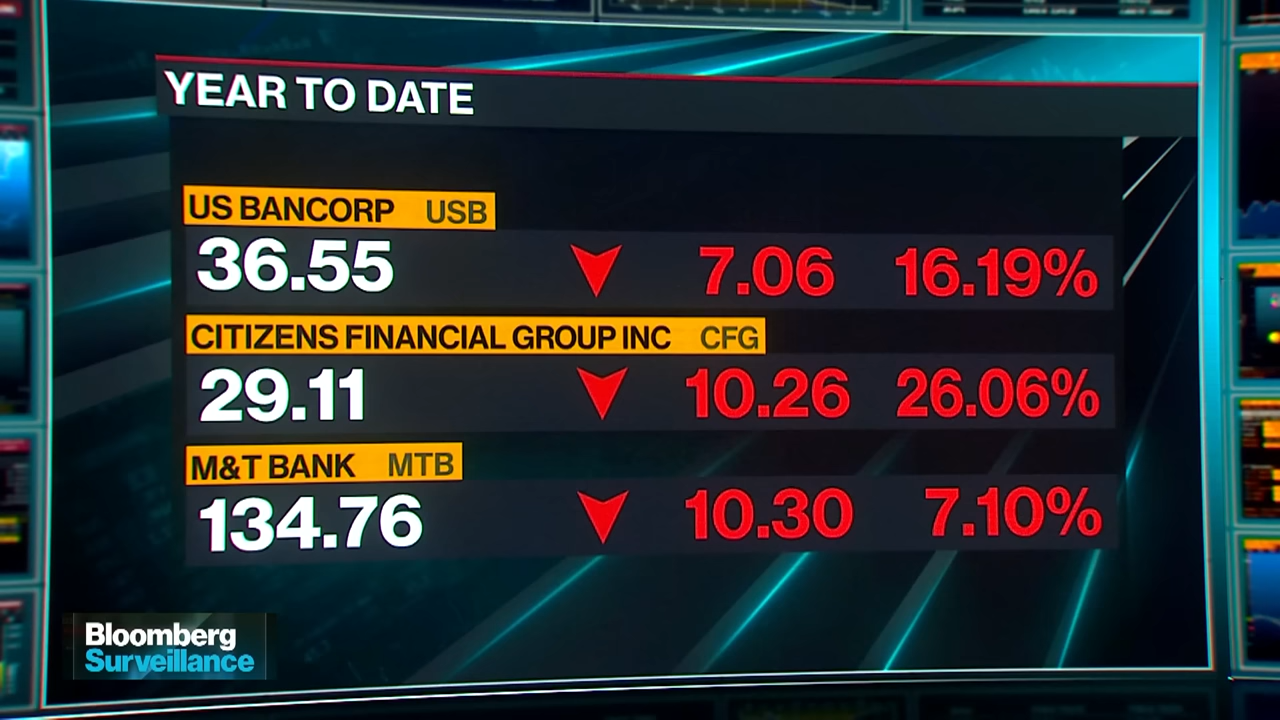 YEAR TO DATE
US BANCORP USB
36.55 ▼ 7.06 16.19%
CITIZENS FINANCIAL GROUP INC CFG
29.11 ▼ 10.26 26.06%
M&T BANK MTB
134.76 ▼ 10.30 7.10%
Bloomberg
Surveillance